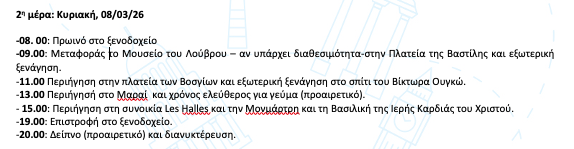 2η μέρα: Κυριακή, 08/03/26
-08. 00: Πρωινό στο ξενοδοχείο
-09.00: Μεταφοράς το Μουσείο του Λούβρου – αν υπάρχει διαθεσιμότητα-στην Πλατεία της Βαστίλης και εξωτερική
ξενάγηση.
-11.00 Περιήγηση στην πλατεία των Βοσγίων και εξωτερική ξενάγηση στο σπίτι του Βίκτωρα Ουγκώ.
-13.00 Περιήγησή στο Μαραί και χρόνος ελεύθερος για γεύμα (προαιρετικό).
- 15.00: Περιήγηση στη συνοικία Les Halles και την Μονμάρτρη και τη Βασιλική της Ιερής Καρδιάς του Χριστού.
-19.00: Επιστροφή στο ξενοδοχείο.
-20.00: Δείπνο (προαιρετικό) και διανυκτέρευση.